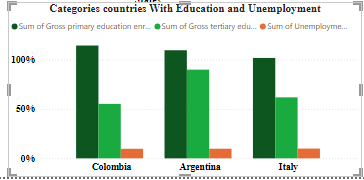 Categories countries With Education and Unemployment
Sum of Gross primary education enr... Sum of Gross tertiary edu... Sum of Unemployme...
100%
50%
0%
Colombia Argentina Italy